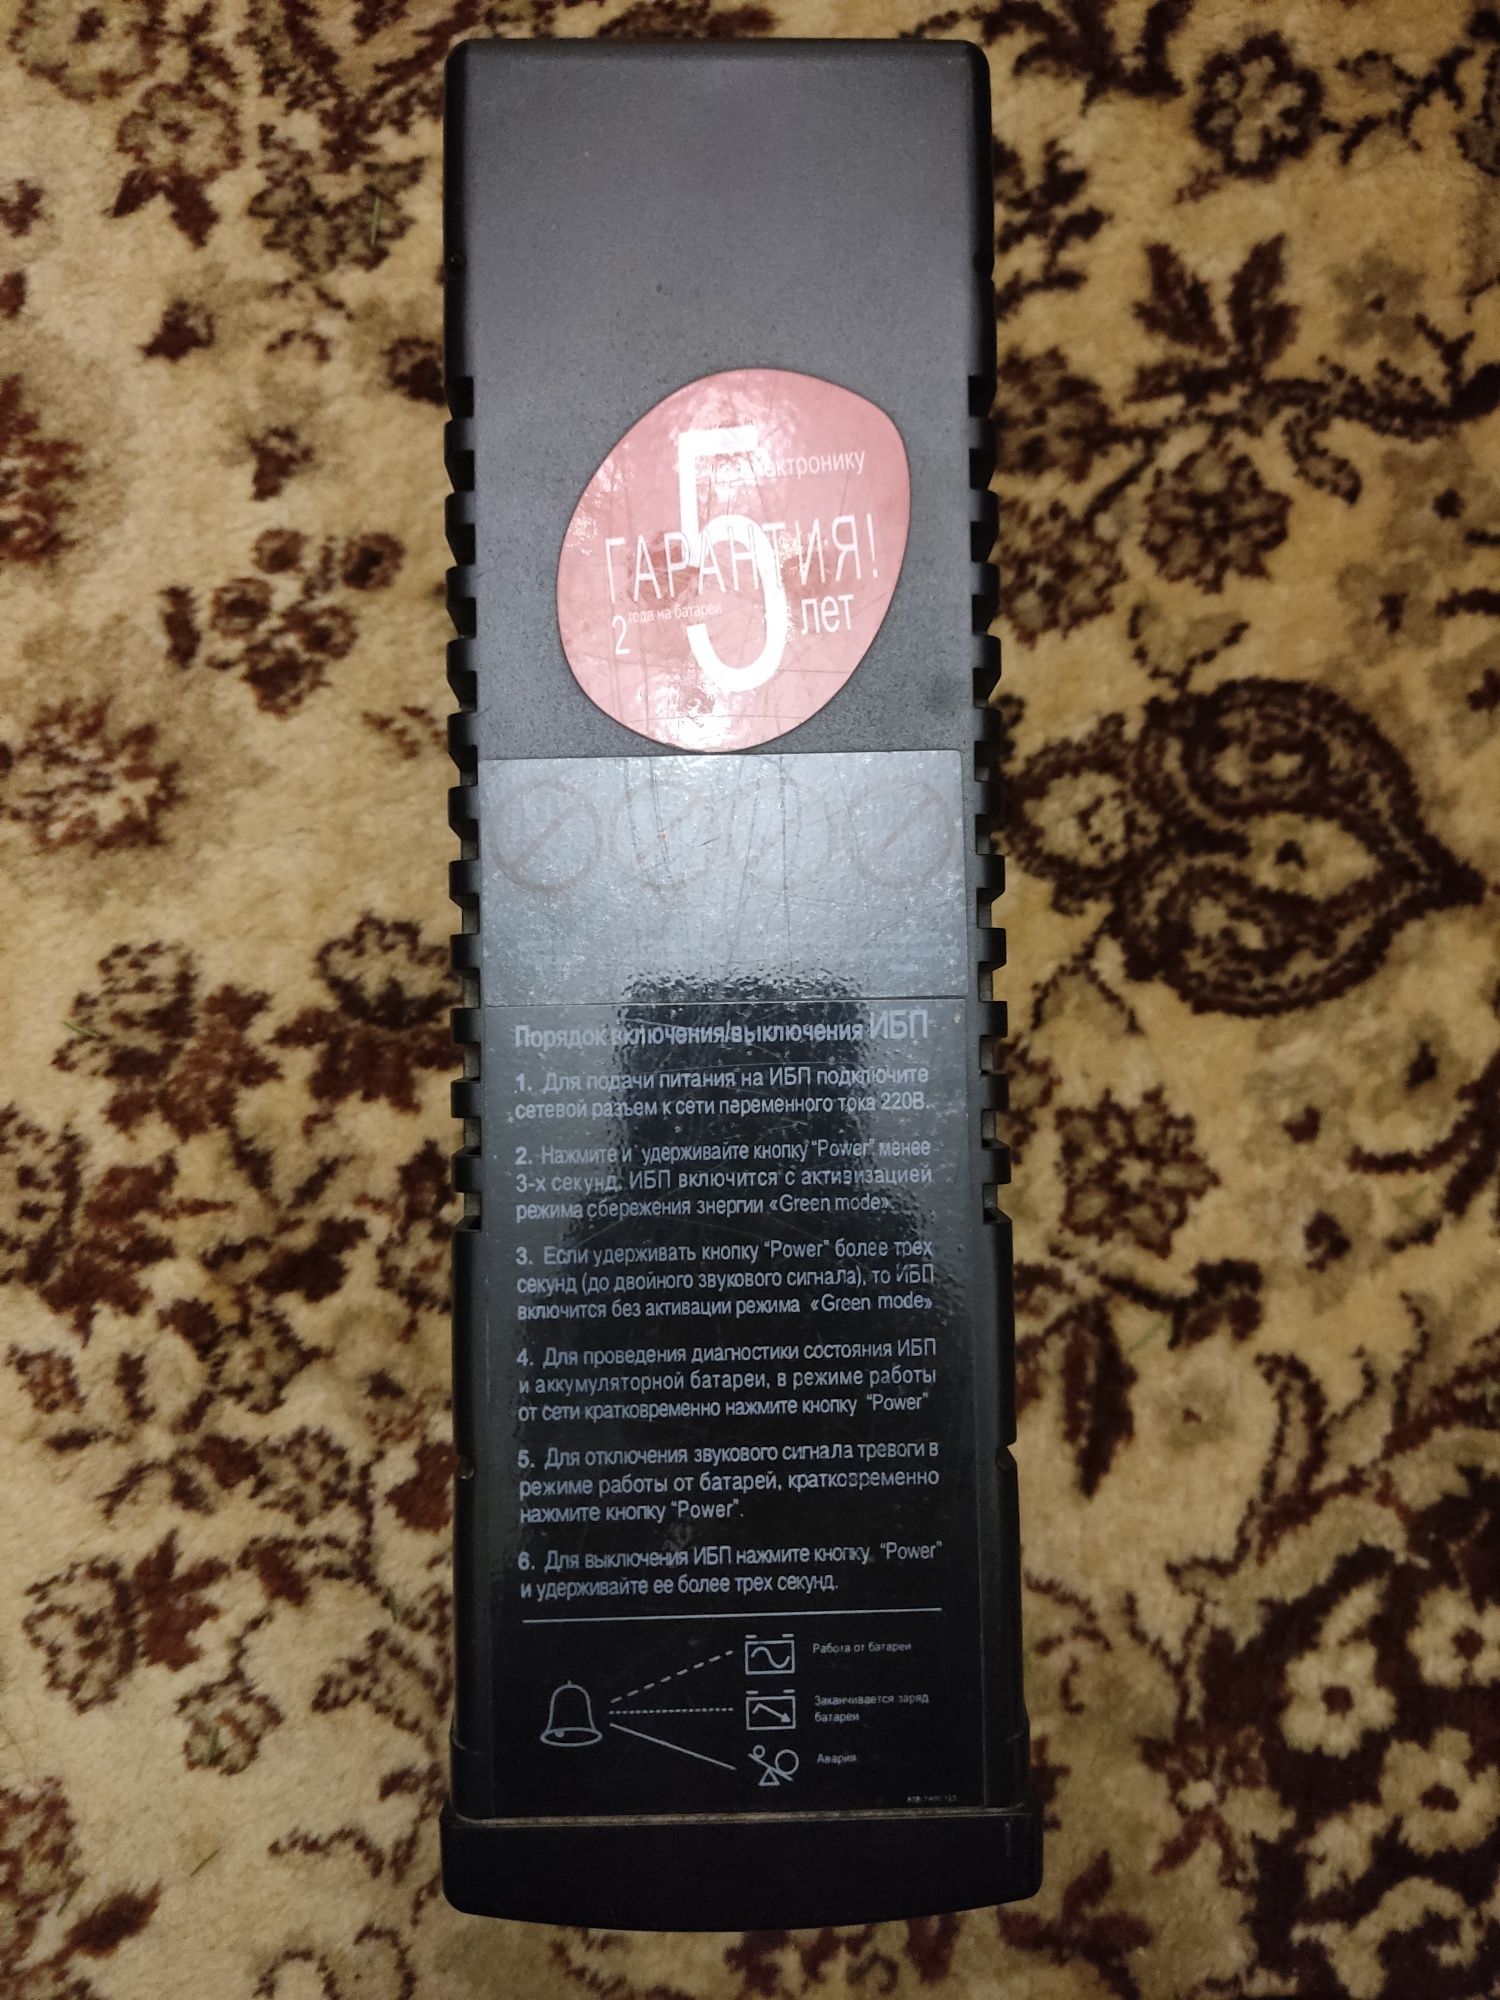 5
электронику
ГАРАНТИЯ!
2 года на батареи
лет
Порядок включения/выключения ИБП
1. Для подачи питания на ИБП подключите
сетевой разъем к сети переменного тока 220В.
2. Нажмите и удерживайте кнопку “Power” менее
3-х секунд, ИБП включится с активизацией
режима сбережения знергии «Green mode».
3. Если удерживать кнопку “Power” более трех
секунд (до двойного звукового сигнала), то ИБП
включится без активации режима «Green mode»
4. Для проведения диагностики состояния ИБП
и аккумуляторной батареи, в режиме работы
от сети кратковременно нажмите кнопку “Power”
5. Для отключения звукового сигнала тревоги в
режиме работы от батарей, кратковременно
нажмите кнопку “Power”.
6. Для выключения ИБП нажмите кнопку “Power”
и удерживайте ее более трех секунд.
Работа от батареи
Заканчивается заряд
батареи
Авария